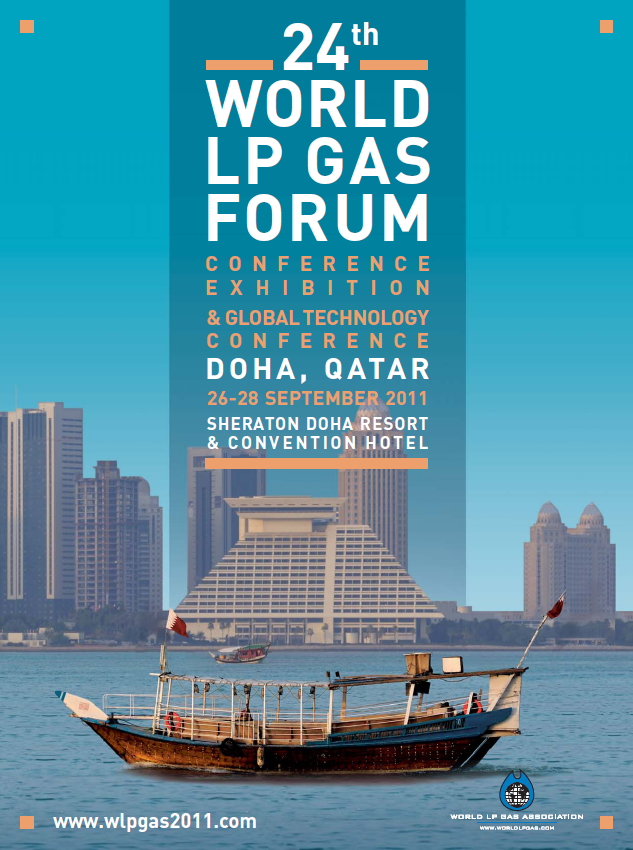 24th
WORLD
LP GAS
FORUM
CONFERENCE
EXHIBITION
& GLOBAL TECHNOLOGY
CONFERENCE
DOHA, QATAR
26-28 SEPTEMBER 2011
SHERATON DOHA RESORT
& CONVENTION HOTEL
www.wlpgas2011.com
WORLD LP GAS ASSOCIATION
WWW.WORLDLPGAS.COM